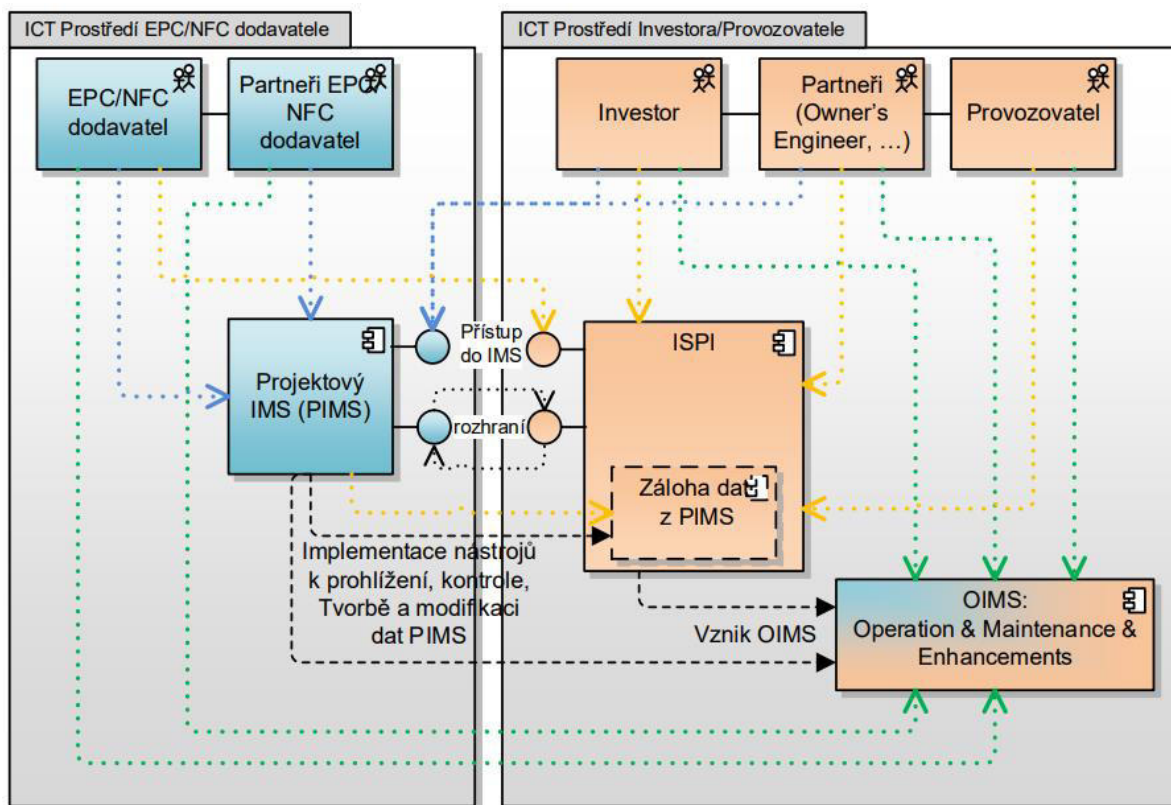 ICT Prostředí EPC/NFC dodavatele
ICT Prostředí Investora/Provozovatele
EPC/NFC
dodavatel
Partneři EPC
NFC
dodavatel
Investor
Partneři
(Owner's
Engineer, …)
Provozovatel
Projektový
IMS (PIMS)
Přístup
do IMS
rozhraní
ISPI
Záloha dat
z PIMS
Implementace nástrojů
k prohlížení, kontrole,
Tvorbě a modifikaci
dat PIMS
Vznik OIMS
OIMS:
Operation & Maintenance &
Enhancements